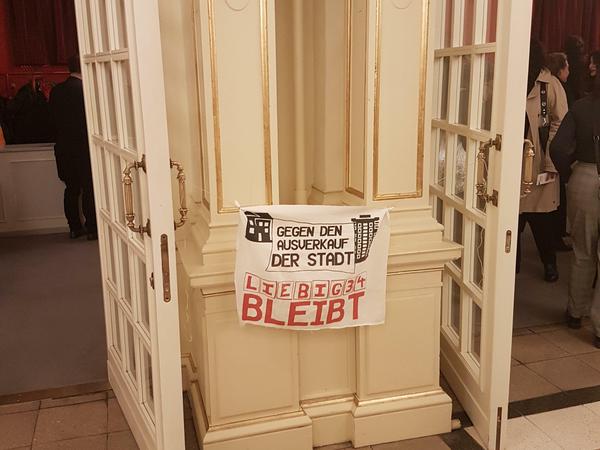 GEGEN DEN
AUSVERKAUF
DER STADT
LIEBIG34
BLEIBT